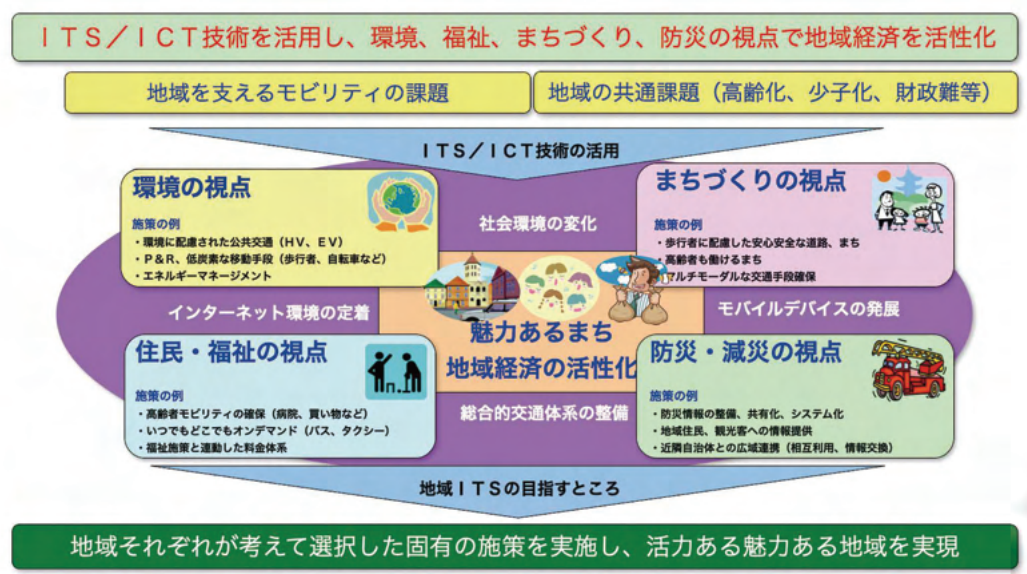 ITS／ICT技術を活用し、環境、福祉、まちづくり、防災の視点で地域経済を活性化
地域を支えるモビリティの課題
地域の共通課題（高齢化、少子化、財政難等）
ITS／ICT技術の活用
環境の視点
施策の例
・環境に配慮された公共交通（HV、EV）
・P&R、低炭素な移動手段（歩行者、自転車など）
・エネルギーマネージメント
社会環境の変化
まちづくりの視点
施策の例
・歩行者に配慮した安心安全な道路、まち
・高齢者も働けるまち
マルチモーダルな交通手段確保
インターネット環境の定着
モバイルデバイスの発展
魅力あるまち
地域経済の活性化
住民・福祉の視点
施策の例
・高齢者モビリティの確保（病院、買い物など）
・いつでもどこでもオンデマンド（バス、タクシー）
・福祉施策と連動した料金体系
総合的交通体系の整備
防災・減災の視点
施策の例
・防災情報の整備、共有化、システム化
・地域住民、観光客への情報提供
・近隣自治体との広域連携（相互利用、情報交換）
地域ITSの目指すところ
地域それぞれが考えて選択した固有の施策を実施し、活力ある魅力ある地域を実現